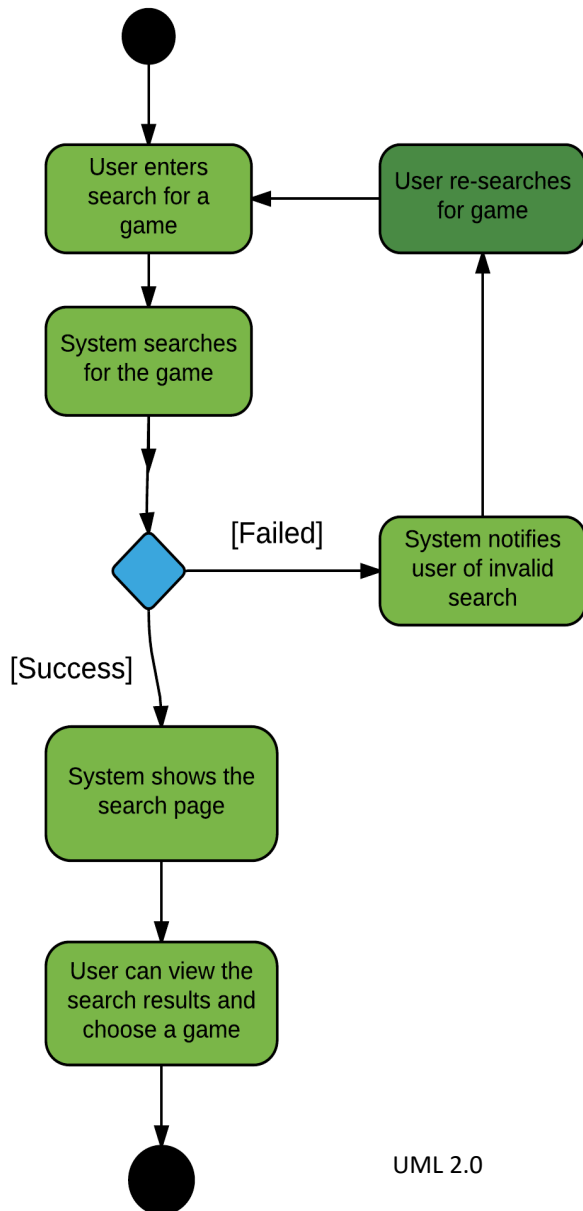 User enters
search for a
game
User re-searches
for game
System searches
for the game
[Failed]
System notifies
user of invalid
search
[Success]
System shows the
search page
User can view the
search results and
choose a game
UML 2.0